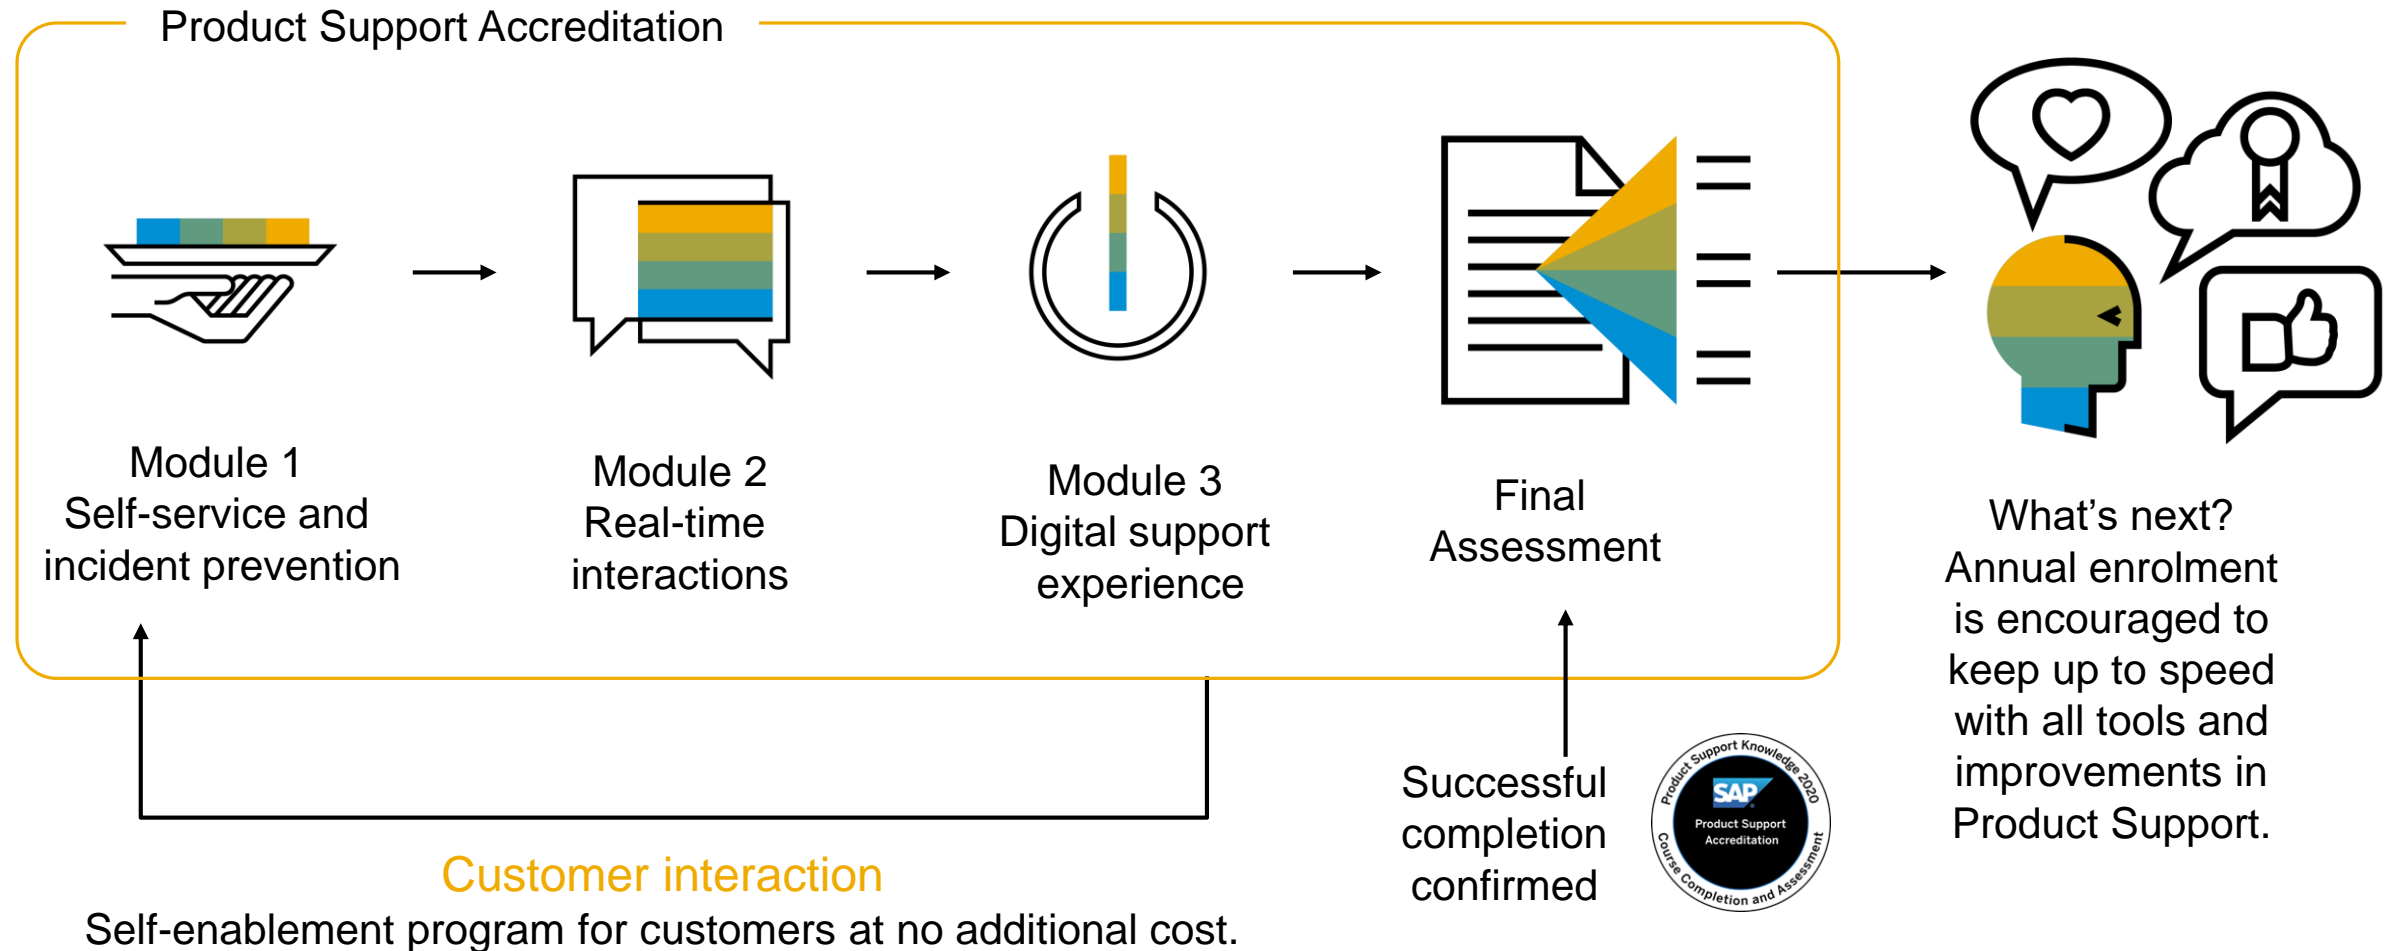 Product Support Accreditation
Module 1
Self-service and
incident prevention
Module 2
Real-time
interactions
Module 3
Digital support
experience
Final
Assessment
What's next?
Annual enrolment
is encouraged to
keep up to speed
with all tools and
improvements in
Product Support.
Customer interaction
Self-enablement program for customers at no additional cost.
Successful
completion
confirmed
Product Support Knowledge 2020
SAP
Product Support
Accreditation
Course Completion and Assessment